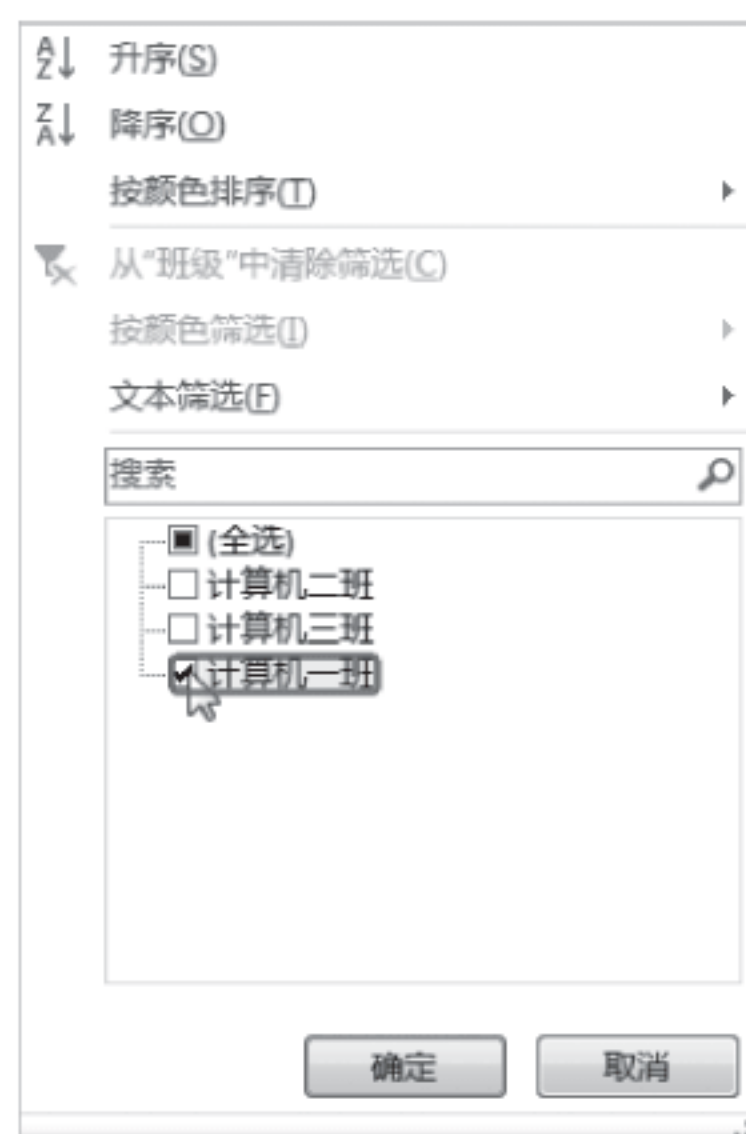 升序(S)
降序(O)
按颜色排序(T)
从“班级”中清除筛选(C)
按颜色筛选(I)
文本筛选(F)
搜索
(全选)
计算机二班
计算机三班
计算机一班
确定
取消